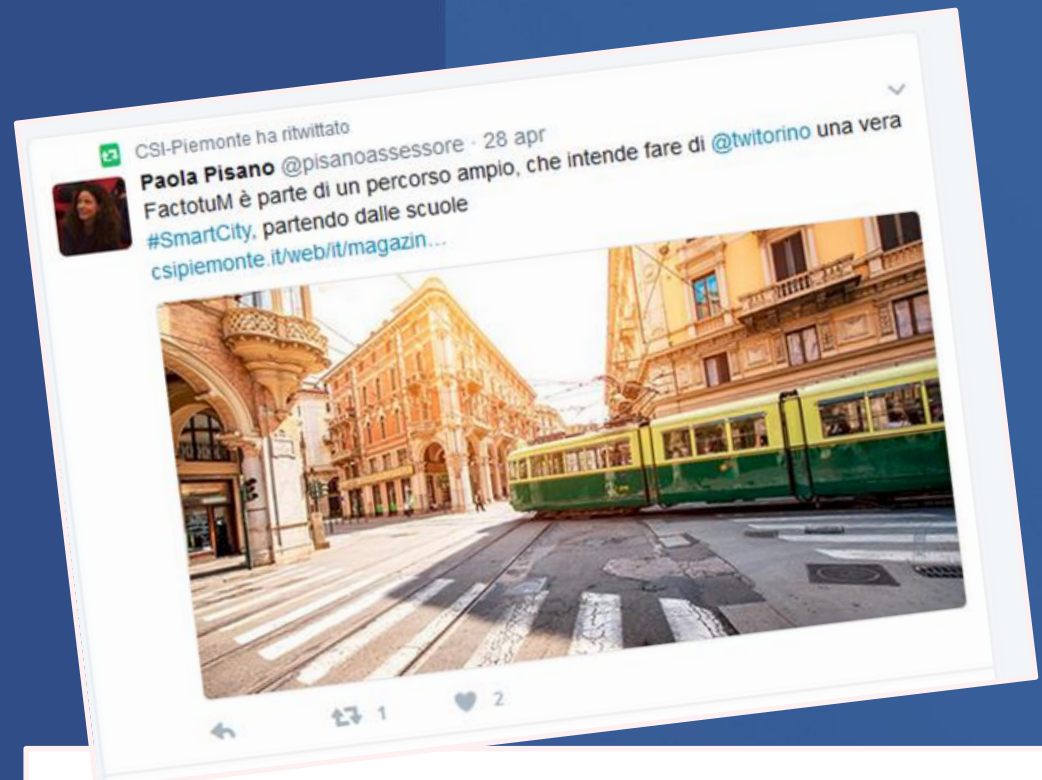 CSI-Piemonte ha ritwittato
Paola Pisano @pisanoassessore · 28 apr
FactotuM è parte di un percorso ampio, che intende fare di @twitorino una vera
#SmartCity, partendo dalle scuole
csipiemonte.it/web/it/magazin...
1
2